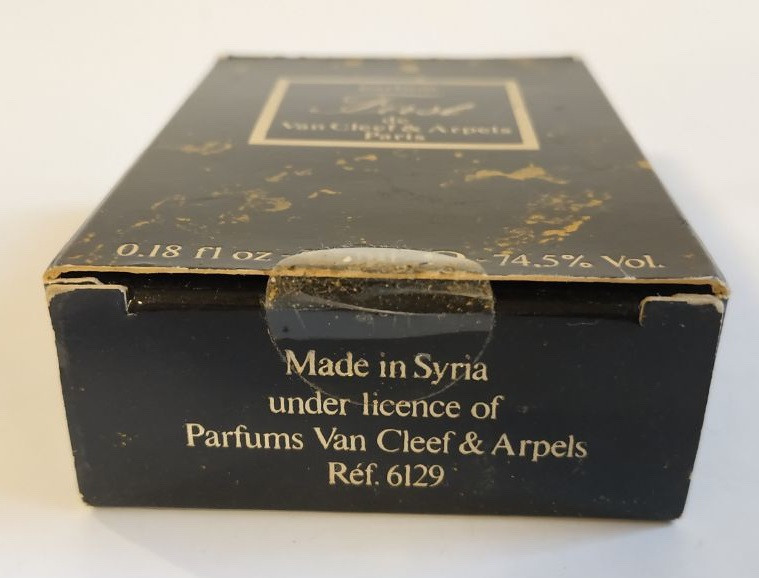 First
de
Van Cleef & Arpels
Paris
0.18 fl oz 74.5% Vol.
Made in Syria
under licence of
Parfums Van Cleef & Arpels
Réf. 6129